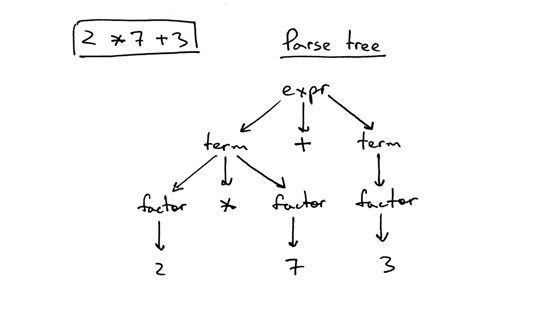 2 * 7 + 3
Parse tree
expr
term + term
factor * factor factor
2 7 3